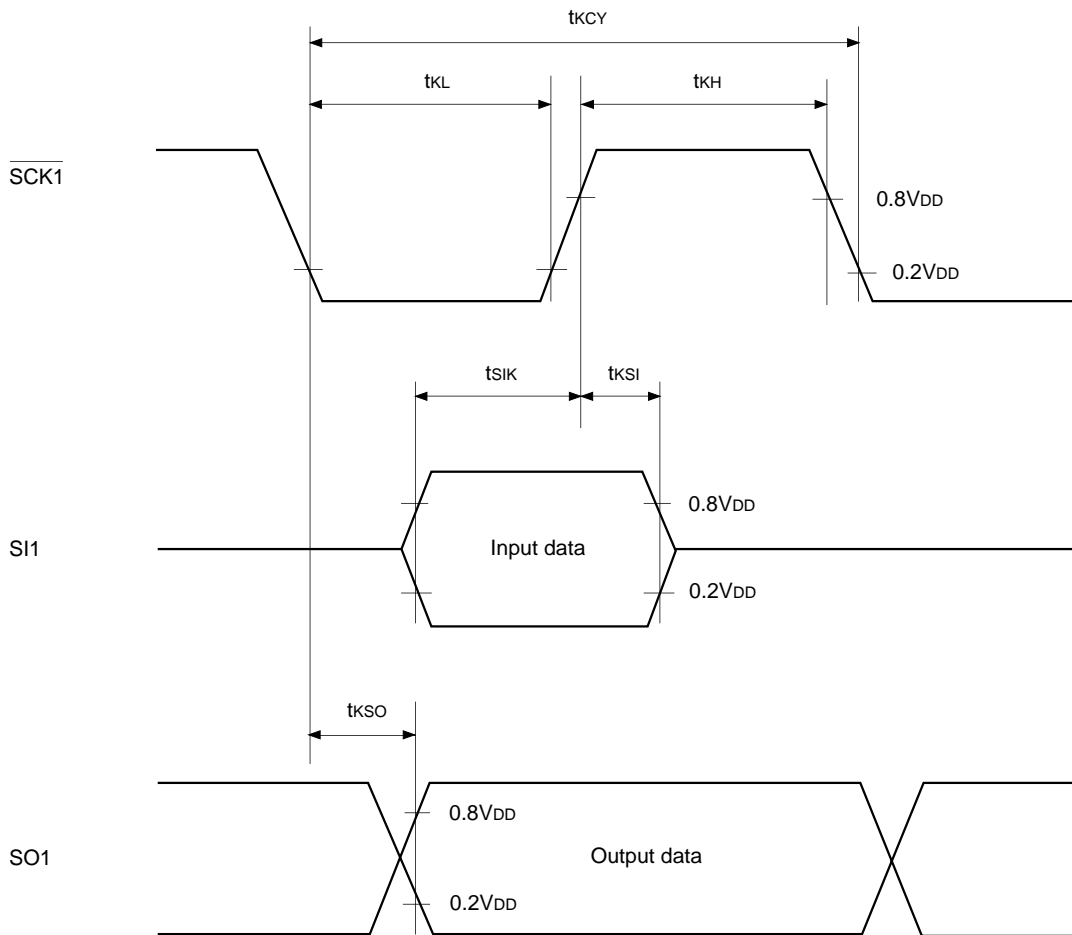 tKCY
tKL
tKH
SCK1
0.8VDD
0.2VDD
tSIK
tKSI
0.8VDD
SI1
Input data
0.2VDD
tKSO
0.8VDD
SO1
Output data
0.2VDD